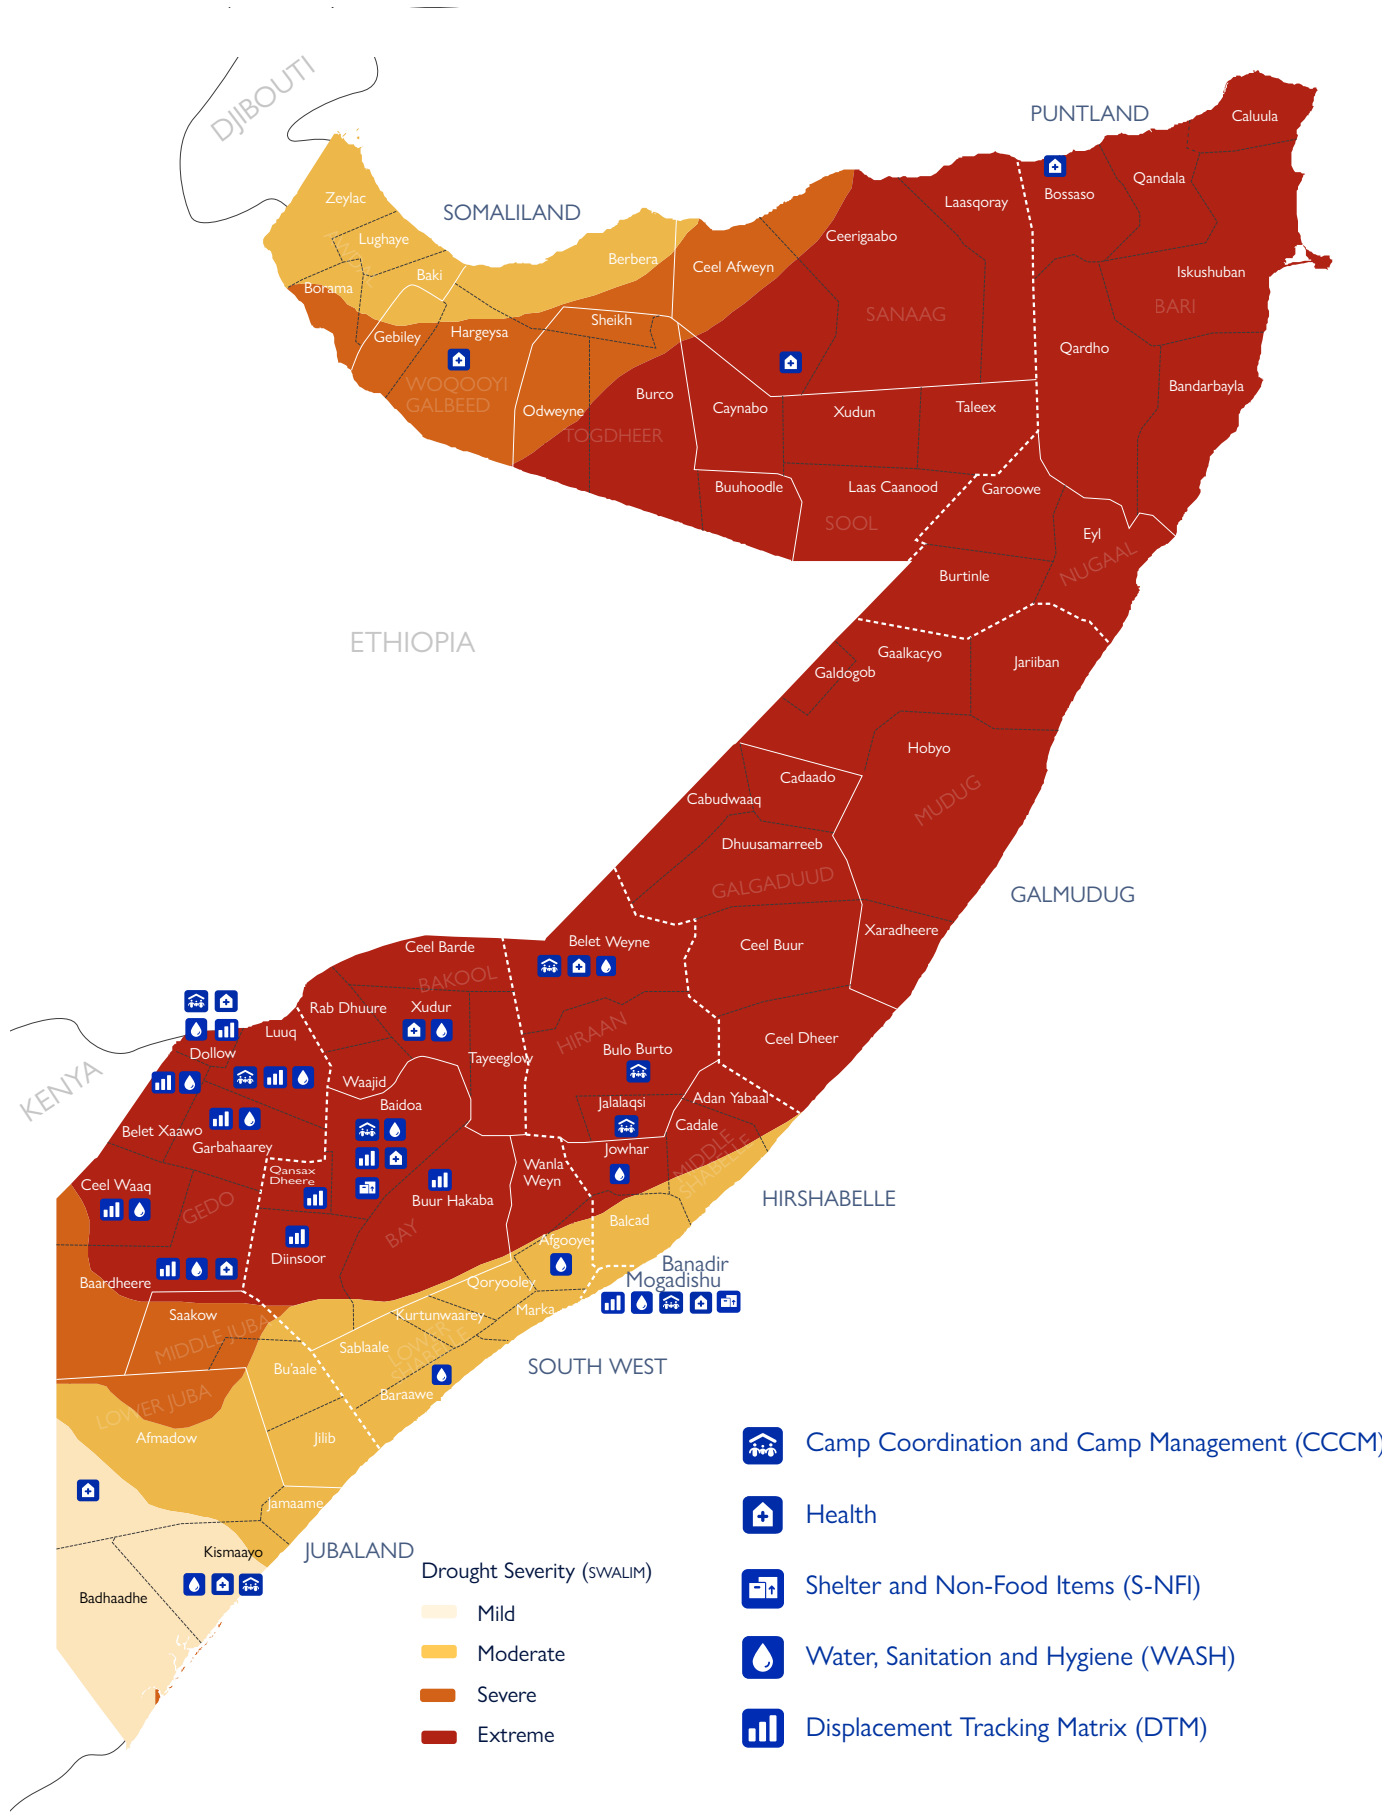 DJIBOUTI
PUNTLAND
Caluula
Qandala
Bossaso
Zeylac
Laasqoray
SOMALILAND
Lughaye
Ceerigaabo
Berbera
Ceel Afweyn
Baki
Iskushuban
Borama
BARI
SANAAG
Sheikh
Hargeysa
Gebiley
Qardho
WOQOOYI
GALBEED
Bandarbayla
Burco
Odweyne
Caynabo
Xudun
Taleex
TOGDHEER
Buuhoodle
Laas Caanood
Garoowe
SOOL
Eyl
NUGAAL
Burtinle
ETHIOPIA
Gaalkacyo
Jariiban
Galdogob
Hobyo
Cadaado
Cabudwaaq
MUDUG
Dhuusamarreeb
GALGADUUD
GALMUDUG
Xaradheere
Belet Weyne
Ceel Buur
Ceel Barde
BAKOOL
Rab Dhuure
Xudur
Luuq
HIRAAN
Ceel Dheer
Dollow
Bulo Burto
Tayeeglow
KENYA
Waajid
Baidoa
Jalalaqsi
Adan Yabaal
Belet Xaawo
Cadale
Garbahaarey
Jowhar
MIDDLE
SHABELLE
Qansax
Dheere
Wanla
Weyn
Ceel Waaq
GEDO
Buur Hakaba
HIRSHABELLE
BAY
Balcad
Afgooye
Diinsoor
Banadir
Mogadishu
Baardheere
Qoryooley
Saakow
Kurtunwaarey
Marka
MIDDLE JUBA
Sablaale
LOWER
SHABELLE
SOUTH WEST
Bu'aale
Baraawe
LOWER JUBA
Afmadow
Jilib
Camp Coordination and Camp Management (CCCM)
Jamaame
Health
Kismaayo
JUBALAND
Badhaadhe
Drought Severity (SWALIM)
Mild
Moderate
Severe
Extreme
Shelter and Non-Food Items (S-NFI)
Water, Sanitation and Hygiene (WASH)
Displacement Tracking Matrix (DTM)